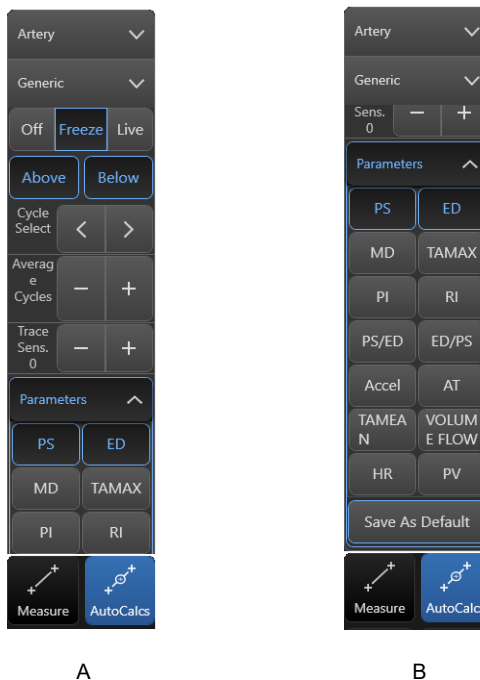 Artery
Generic
Off Freeze Live
Above Below
Cycle
Select
Averag
e
Cycles
Trace
Sens.
0
Parameters
PS ED
MD TAMAX
PI RI
Measure AutoCalcs
A
Artery
Generic
Sens.
0
Parameters
PS ED
MD TAMAX
PI RI
PS/ED ED/PS
Accel AT
TAMEA VOLUM
N E FLOW
HR PV
Save As Default
Measure AutoCalc
B